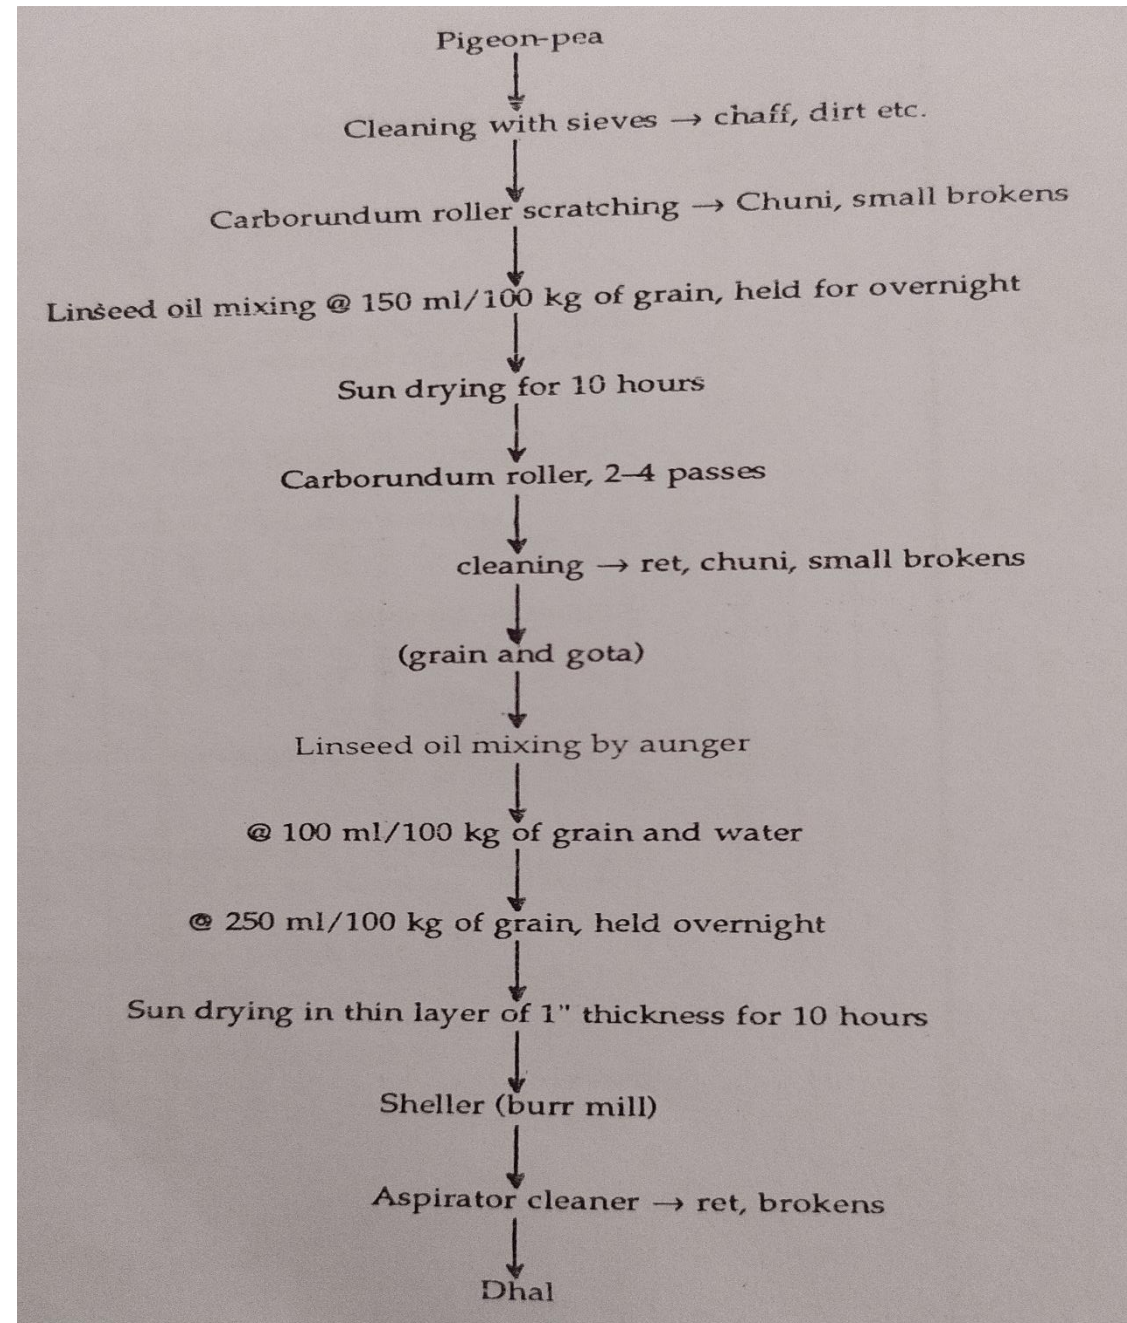 Pigeon-pea
Cleaning with sieves → chaff, dirt etc.
Carborundum roller scratching → Chuni, small brokens
Linseed oil mixing @ 150 ml/100 kg of grain, held for overnight
Sun drying for 10 hours
Carborundum roller, 2–4 passes
cleaning → ret, chuni, small brokens
(grain and gota)
Linseed oil mixing by aunger
@ 100 ml/100 kg of grain and water
@ 250 ml/100 kg of grain, held overnight
Sun drying in thin layer of 1" thickness for 10 hours
Sheller (burr mill)
Aspirator cleaner → ret, brokens
Dhal